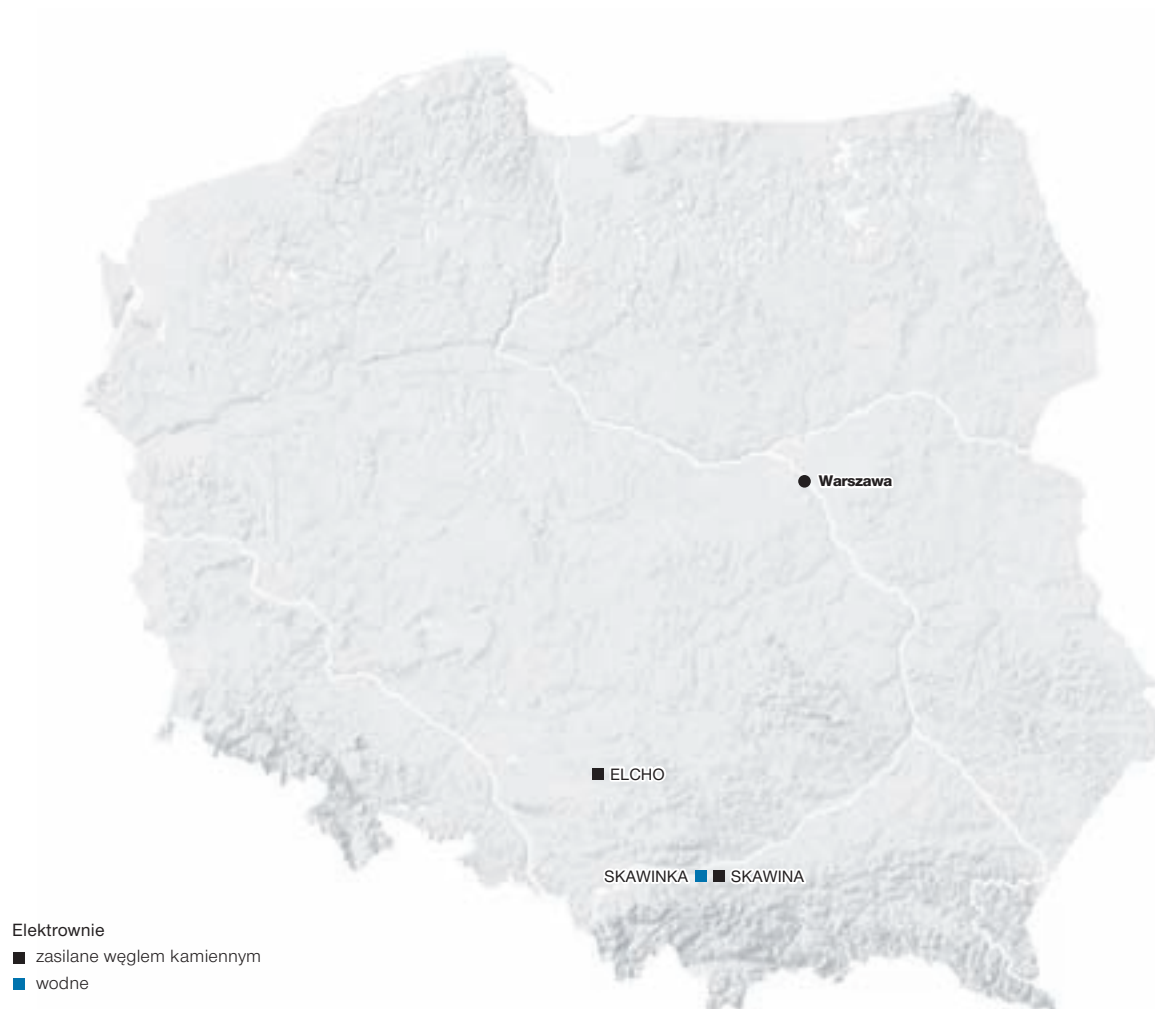 Warszawa
ELCHO
SKAWINKA SKAWINA
Elektrownie
zasilane węglem kamiennym
wodne